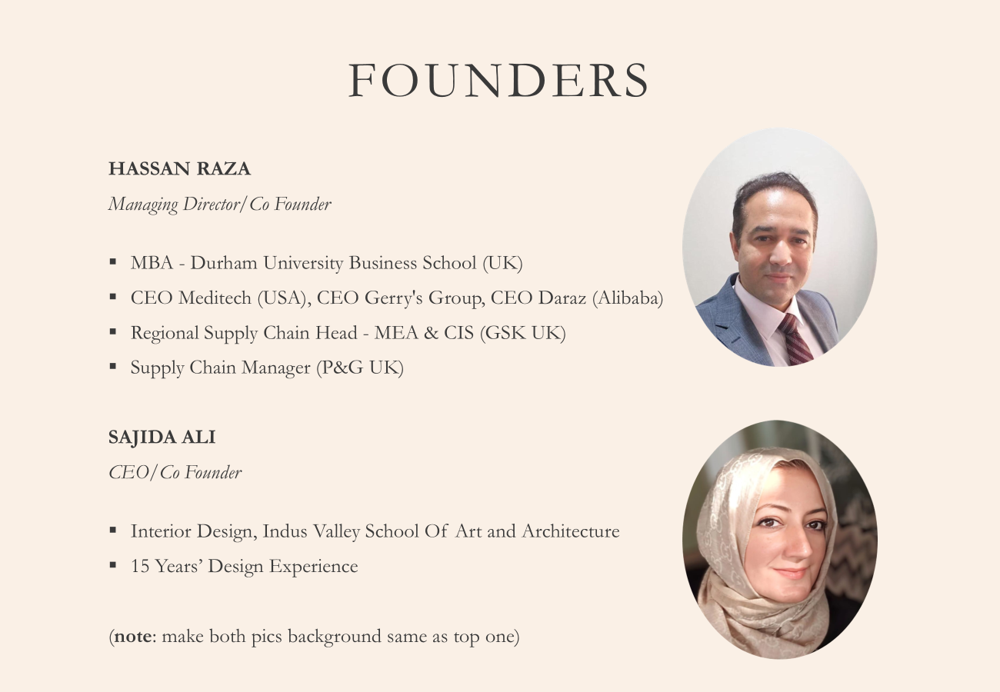 FOUNDERS
HASSAN RAZA
Managing Director/Co Founder
▪ MBA - Durham University Business School (UK)
▪ CEO Meditech (USA), CEO Gerry's Group, CEO Daraz (Alibaba)
▪ Regional Supply Chain Head - MEA & CIS (GSK UK)
▪ Supply Chain Manager (P&G UK)
SAJIDA ALI
CEO/Co Founder
▪ Interior Design, Indus Valley School Of Art and Architecture
▪ 15 Years’ Design Experience
(note: make both pics background same as top one)